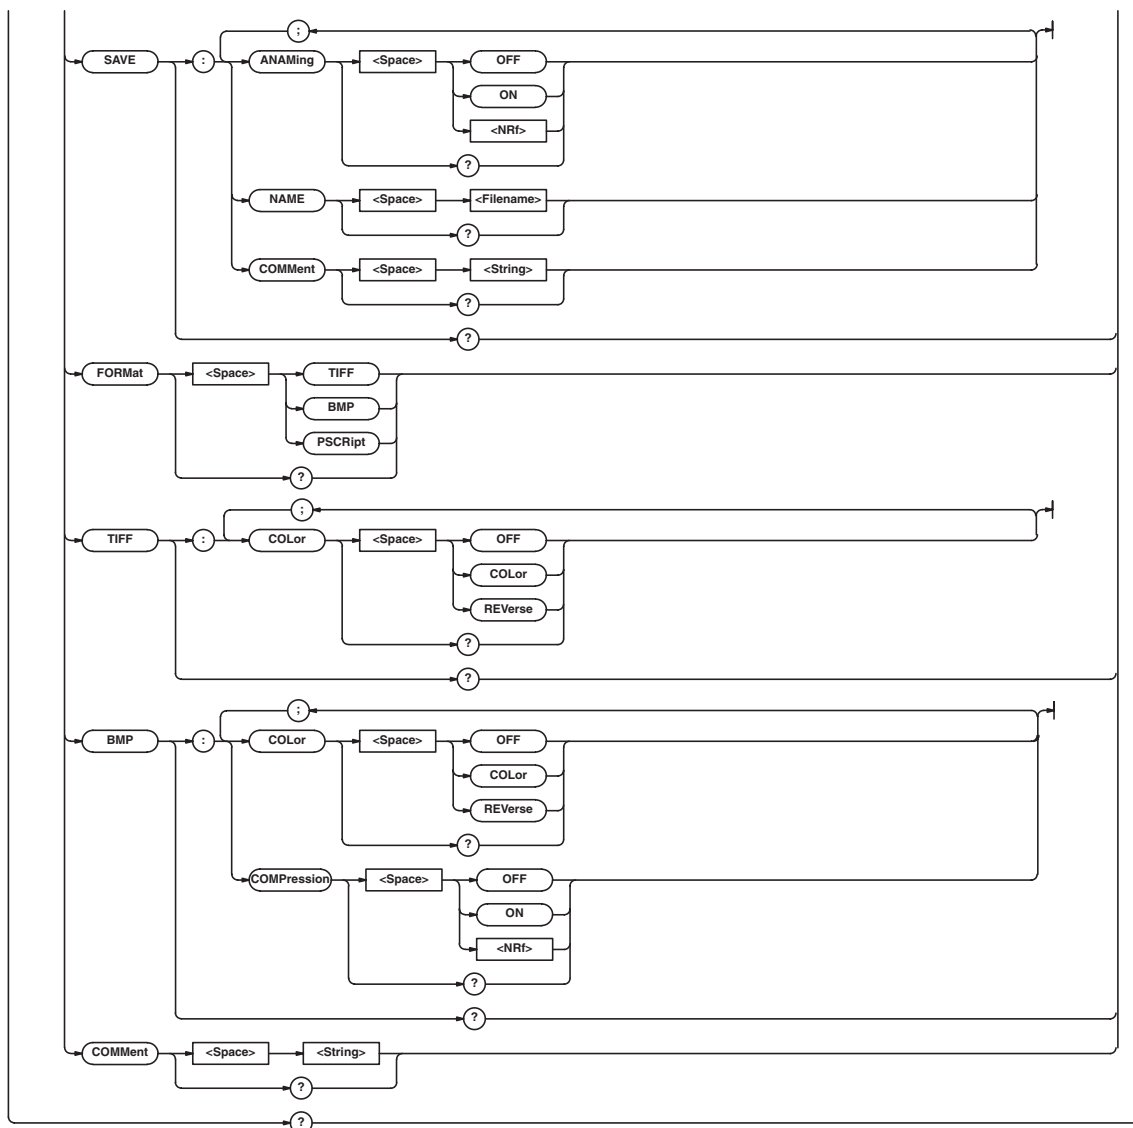 ;
SAVE : ANAMing <Space> OFF
ON
<NRf>
?
NAME <Space> <Filename>
?
COMMent <Space> <String>
?
?
FORMat <Space> TIFF
BMP
PSCRipt
?
;
TIFF : COLor <Space> OFF
COLor
REVerse
?
?
;
BMP : COLor <Space> OFF
COLor
REVerse
?
COMPression <Space> OFF
ON
<NRf>
?
?
COMMent <Space> <String>
?
?